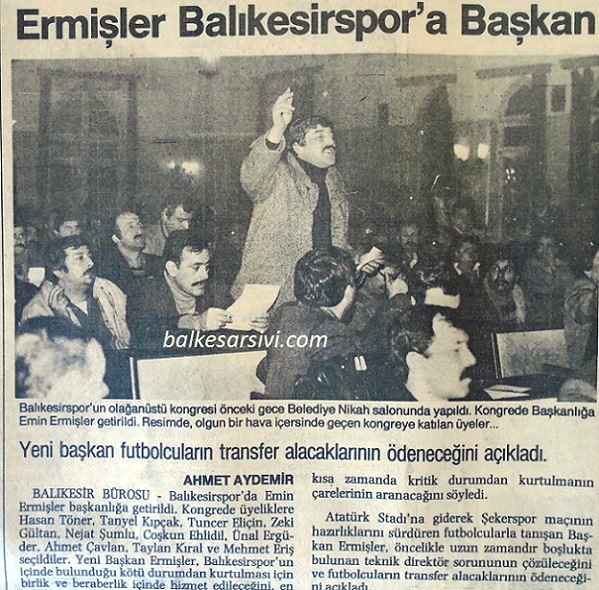 Ermişler Balıkesirspor'a Başkan
balkesarsivi.com
Balıkesirspor'un olağanüstü kongresi önceki gece Belediye Nikah salonunda yapıldı. Kongrede Başkanlığa
Emin Ermişler getirildi. Resimde, olgun bir hava içersinde geçen kongreye katılan üyeler...
Yeni başkan futbolcuların transfer alacaklarının ödeneceğini açıkladı.
AHMET AYDEMİR
BALIKESİR BÜROSU - Balıkesirspor'da Emin
Ermişler başkanlığa getirildi. Kongrede üyeliklere
Hasan Töner, Tanyel Kıpçak, Tuncer Eliçin, Zeki
Gültan, Nejat Şumlu, Coşkun Ehlidil, Ünal Ergü-
der, Ahmet Çavlan, Taylan Kıral ve Mehmet Eriş
seçildiler. Yeni Başkan Ermişler, Balıkesirspor'un
içinde bulunduğu kötü durumdan kurtulması için
birlik ve beraberlik içinde hizmet edileceğini, en
kısa zamanda kritik durumdan kurtulmanın
çarelerinin aranacağını söyledi.
Atatürk Stadı'na giderek Şekerspor maçının
hazırlıklarını sürdüren futbolcularla tanışan Baş-
kan Ermişler, öncelikle uzun zamandır boşlukta
bulunan teknik direktör sorununun çözüleceğini
ve futbolcuların transfer alacaklarının ödeneceği-
ni açıkladı.